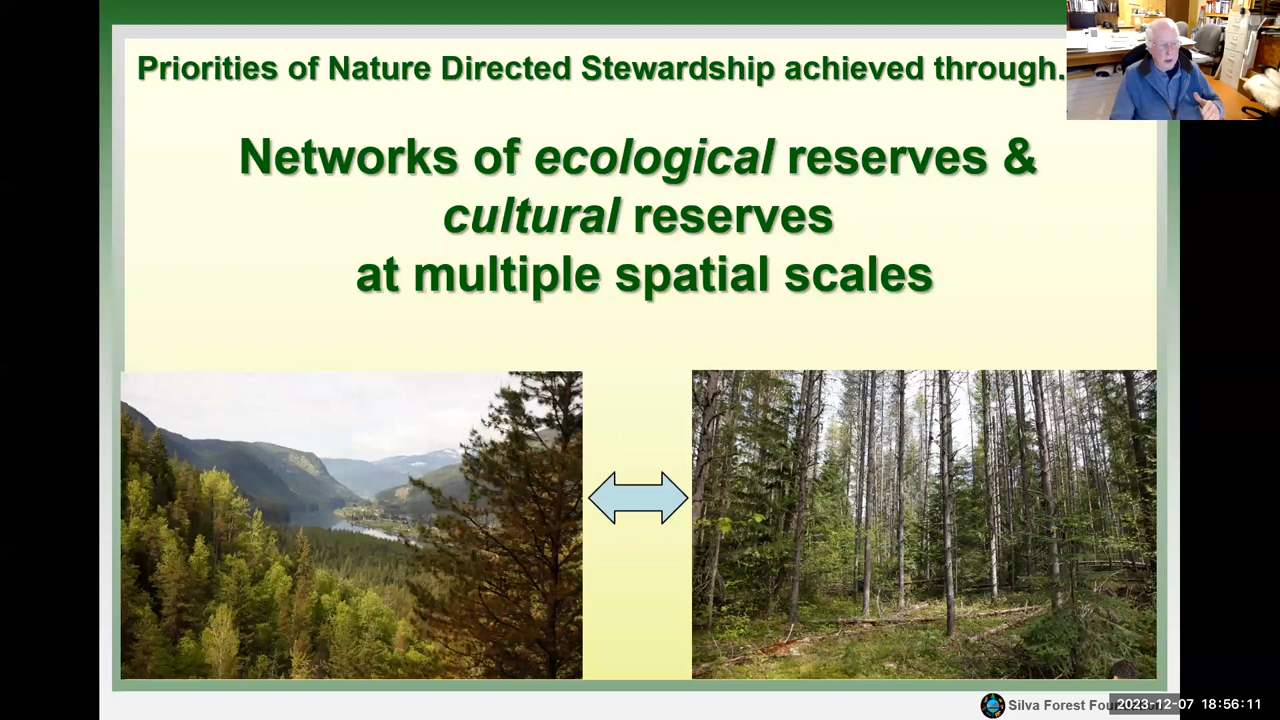 Priorities of Nature Directed Stewardship achieved through.
Networks of ecological reserves &
cultural reserves
at multiple spatial scales
Silva Forest
2023-12-07 18:56:11